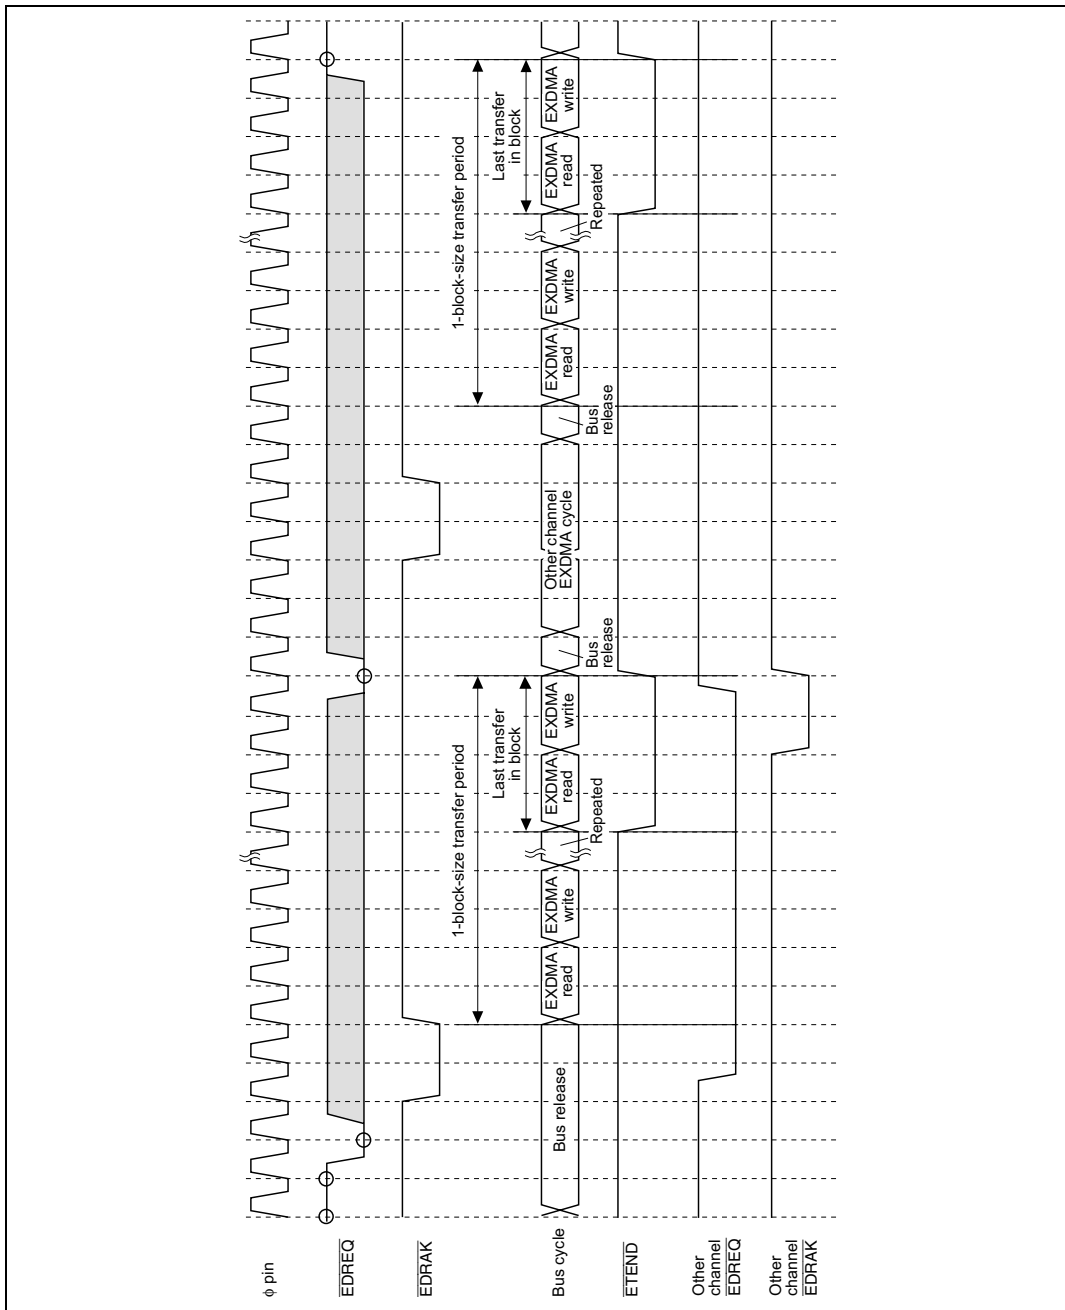 φ pin
EDREQ
EDRAK
1-block-size transfer period
1-block-size transfer period
Last transfer
in block
Last transfer
in block
Bus cycle
Bus release
EXDMA
read
EXDMA
write
Repeated
EXDMA
read
EXDMA
write
Bus
release
Other channel
EXDMA cycle
Bus
release
EXDMA
read
EXDMA
write
Repeated
EXDMA
read
EXDMA
write
ETEND
Other
channel
EDREQ
Other
channel
EDRAK